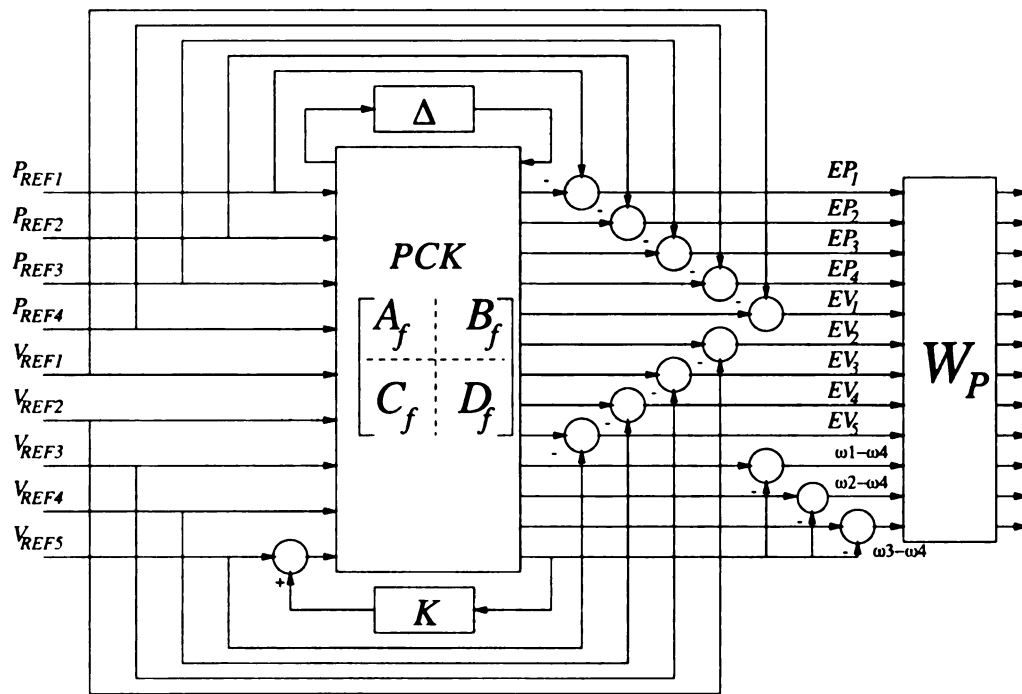 Δ
P_REF1
P_REF2
P_REF3
P_REF4
V_REF1
V_REF2
V_REF3
V_REF4
V_REF5
PCK
A_f B_f
C_f D_f
K
+
-
-
-
-
-
-
-
-
-
-
-
-
EP_1
EP_2
EP_3
EP_4
EV_1
EV_2
EV_3
EV_4
EV_5
ω1-ω4
ω2-ω4
ω3-ω4
W_P